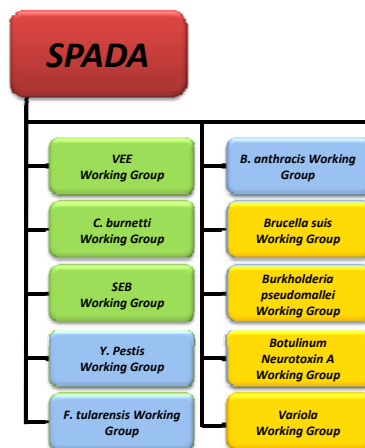 SPADA
VEE
Working Group
C. burnetti
Working Group
SEB
Working Group
Y. Pestis
Working Group
F. tularensis Working
Group
B. anthracis Working
Group
Brucella suis
Working Group
Burkholderia
pseudomallei
Working Group
Botulinum
Neurotoxin A
Working Group
Variola
Working Group